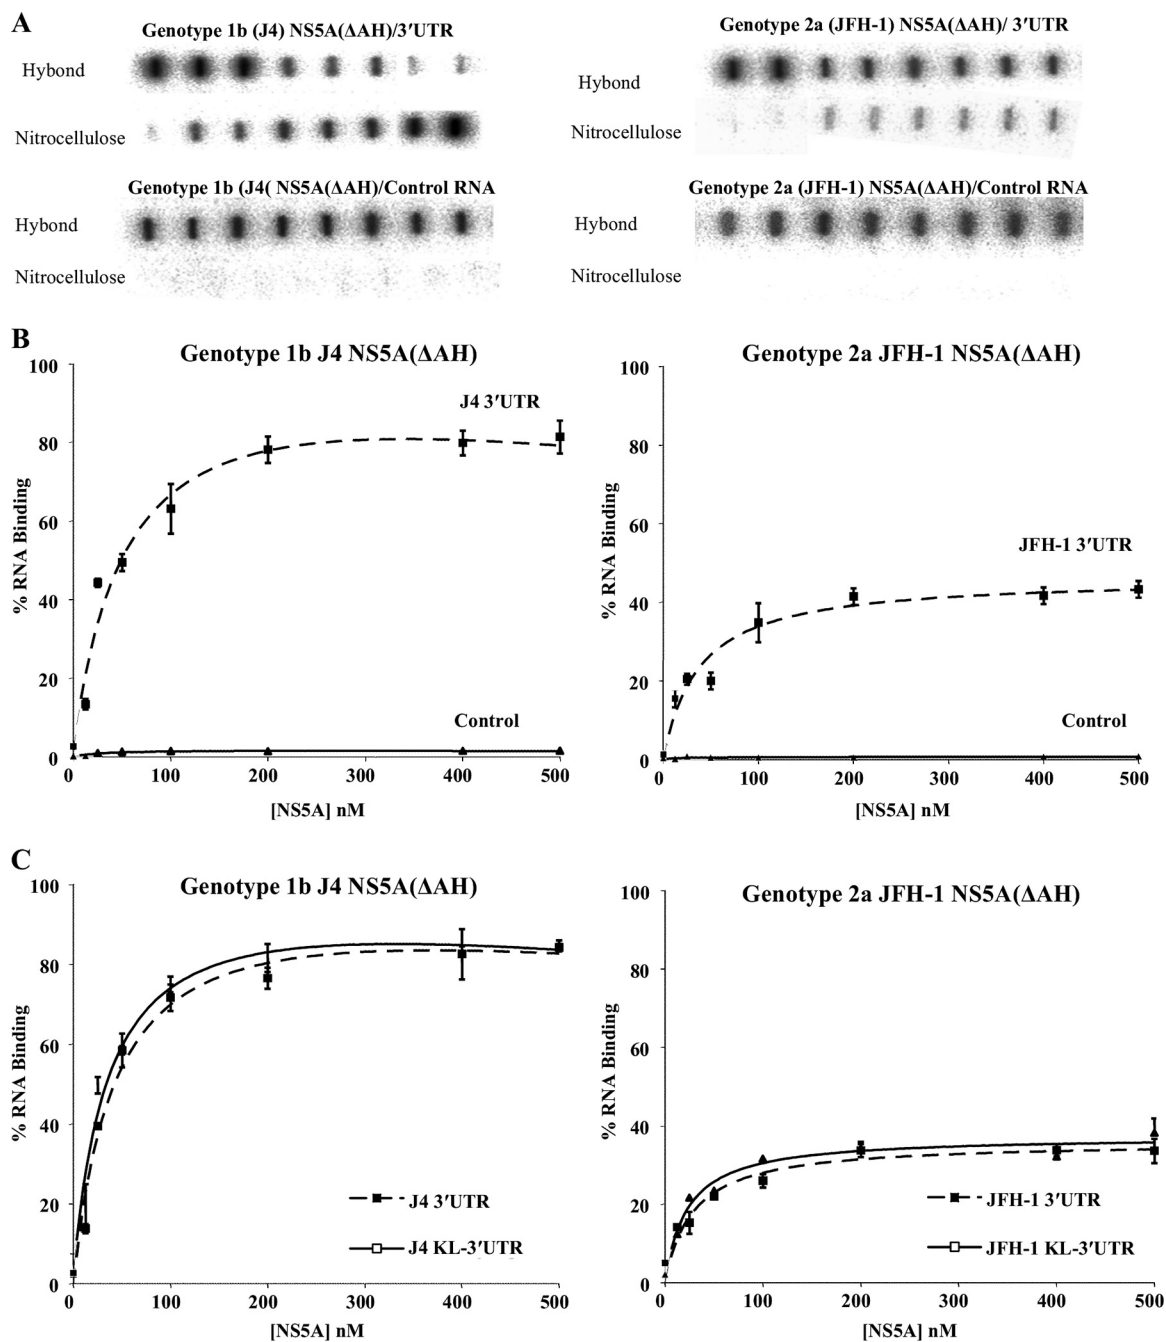 A
Genotype 1b (J4) NS5A(ΔAH)/3′UTR
Hybond
Nitrocellulose
Genotype 1b (J4( NS5A(ΔAH)/Control RNA
Hybond
Nitrocellulose
Genotype 2a (JFH-1) NS5A(ΔAH)/ 3′UTR
Hybond
Nitrocellulose
Genotype 2a (JFH-1) NS5A(ΔAH)/Control RNA
Hybond
Nitrocellulose
B
Genotype 1b J4 NS5A(ΔAH)
% RNA Binding
100
80
60
40
20
0
J4 3′UTR
Control
0 100 200 300 400 500
[NS5A] nM
Genotype 2a JFH-1 NS5A(ΔAH)
% RNA Binding
100
80
60
40
20
0
JFH-1 3′UTR
Control
0 100 200 300 400 500
[NS5A] nM
C
Genotype 1b J4 NS5A(ΔAH)
% RNA Binding
100
80
60
40
20
0
J4 3′UTR
J4 KL-3′UTR
0 100 200 300 400 500
[NS5A] nM
Genotype 2a JFH-1 NS5A(ΔAH)
% RNA Binding
100
80
60
40
20
0
JFH-1 3′UTR
JFH-1 KL-3′UTR
0 100 200 300 400 500
[NS5A] nM